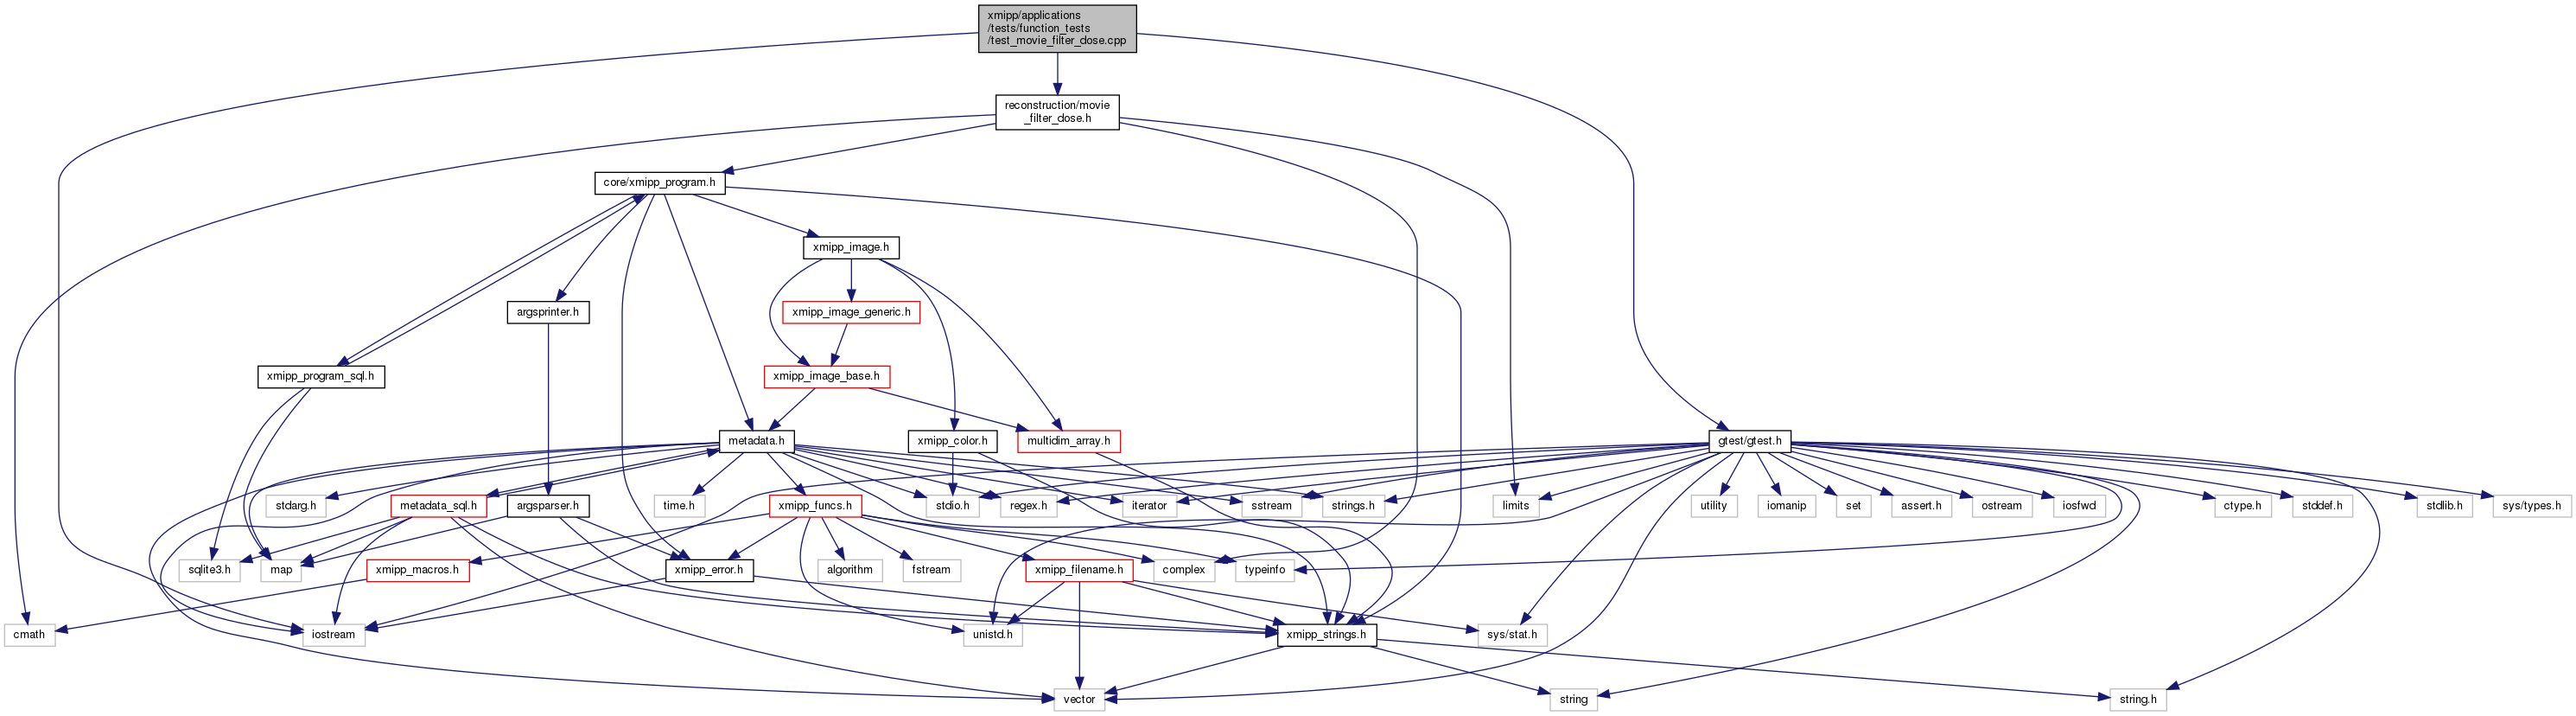 xmipp/applications
/tests/function_tests
/test_movie_filter_dose.cpp
reconstruction/movie
_filter_dose.h
core/xmipp_program.h
xmipp_image.h
argsprinter.h
xmipp_image_generic.h
xmipp_program_sql.h
xmipp_image_base.h
metadata.h
xmipp_color.h
multidim_array.h
gtest/gtest.h
stdarg.h
metadata_sql.h
argsparser.h
time.h
xmipp_funcs.h
stdio.h
regex.h
iterator
sstream
strings.h
limits
utility
iomanip
set
assert.h
ostream
iosfwd
ctype.h
stddef.h
stdlib.h
sys/types.h
sqlite3.h
map
xmipp_macros.h
xmipp_error.h
algorithm
fstream
xmipp_filename.h
complex
typeinfo
cmath
iostream
unistd.h
xmipp_strings.h
sys/stat.h
vector
string
string.h